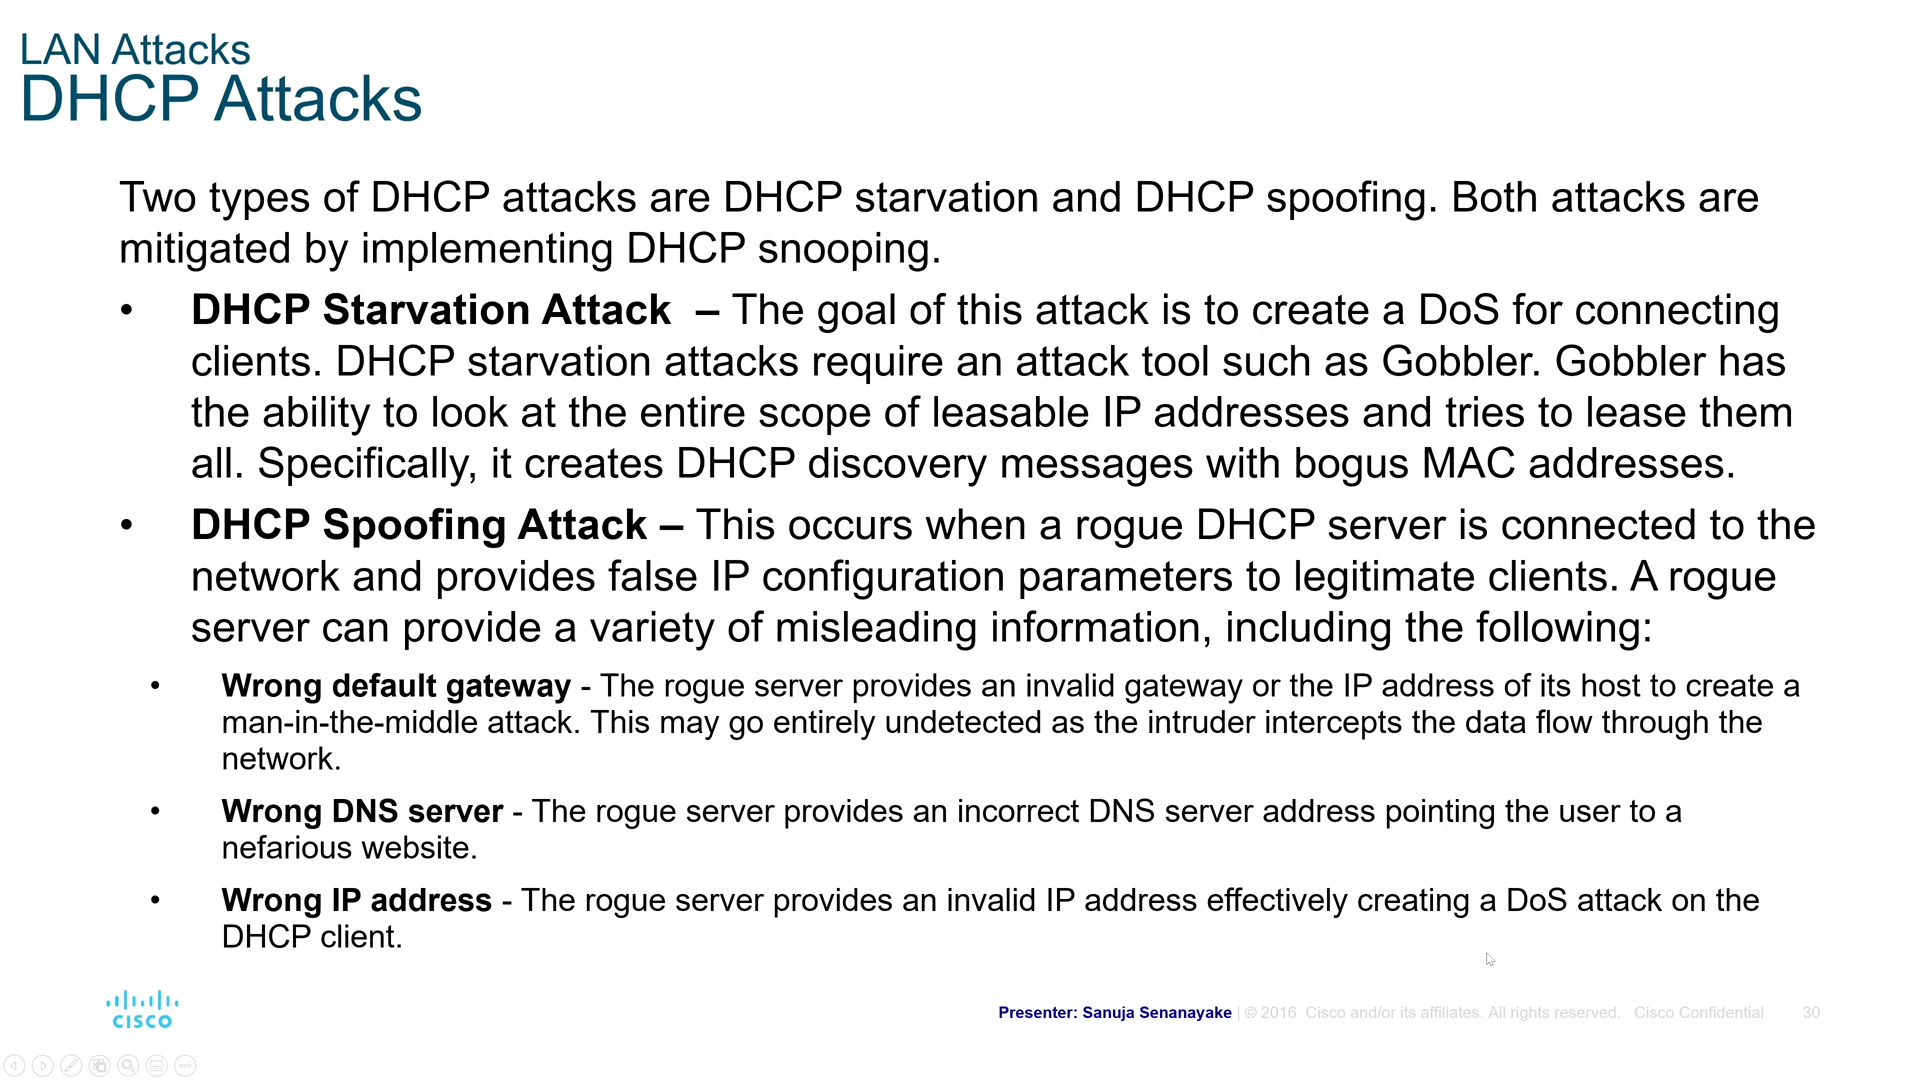 LAN Attacks
DHCP Attacks
Two types of DHCP attacks are DHCP starvation and DHCP spoofing. Both attacks are
mitigated by implementing DHCP snooping.
• DHCP Starvation Attack – The goal of this attack is to create a DoS for connecting
clients. DHCP starvation attacks require an attack tool such as Gobbler. Gobbler has
the ability to look at the entire scope of leasable IP addresses and tries to lease them
all. Specifically, it creates DHCP discovery messages with bogus MAC addresses.
• DHCP Spoofing Attack – This occurs when a rogue DHCP server is connected to the
network and provides false IP configuration parameters to legitimate clients. A rogue
server can provide a variety of misleading information, including the following:
• Wrong default gateway - The rogue server provides an invalid gateway or the IP address of its host to create a
man-in-the-middle attack. This may go entirely undetected as the intruder intercepts the data flow through the
network.
• Wrong DNS server - The rogue server provides an incorrect DNS server address pointing the user to a
nefarious website.
• Wrong IP address - The rogue server provides an invalid IP address effectively creating a DoS attack on the
DHCP client.
CISCO
Presenter: Sanuja Senanayake | © 2016 Cisco and/or its affiliates. All rights reserved. Cisco Confidential 30